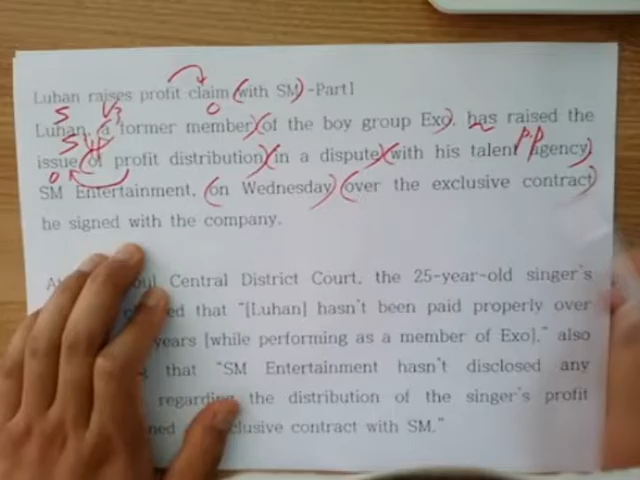 Luhan raises profit claim (with SM) -Part1
Luhan, (a former member) (of the boy group Exo), has raised the
issue (of profit distribution) (in a dispute) (with his talent agency)
SM Entertainment, (on Wednesday) (over the exclusive contract)
he signed with the company.
Central District Court, the 25-year-old singer's
that "[Luhan] hasn't been paid properly over
years [while performing as a member of Exo]," also
that "SM Entertainment hasn't disclosed any
regarding the distribution of the singer's profit
contract with SM."
S
O
S
p.p
O